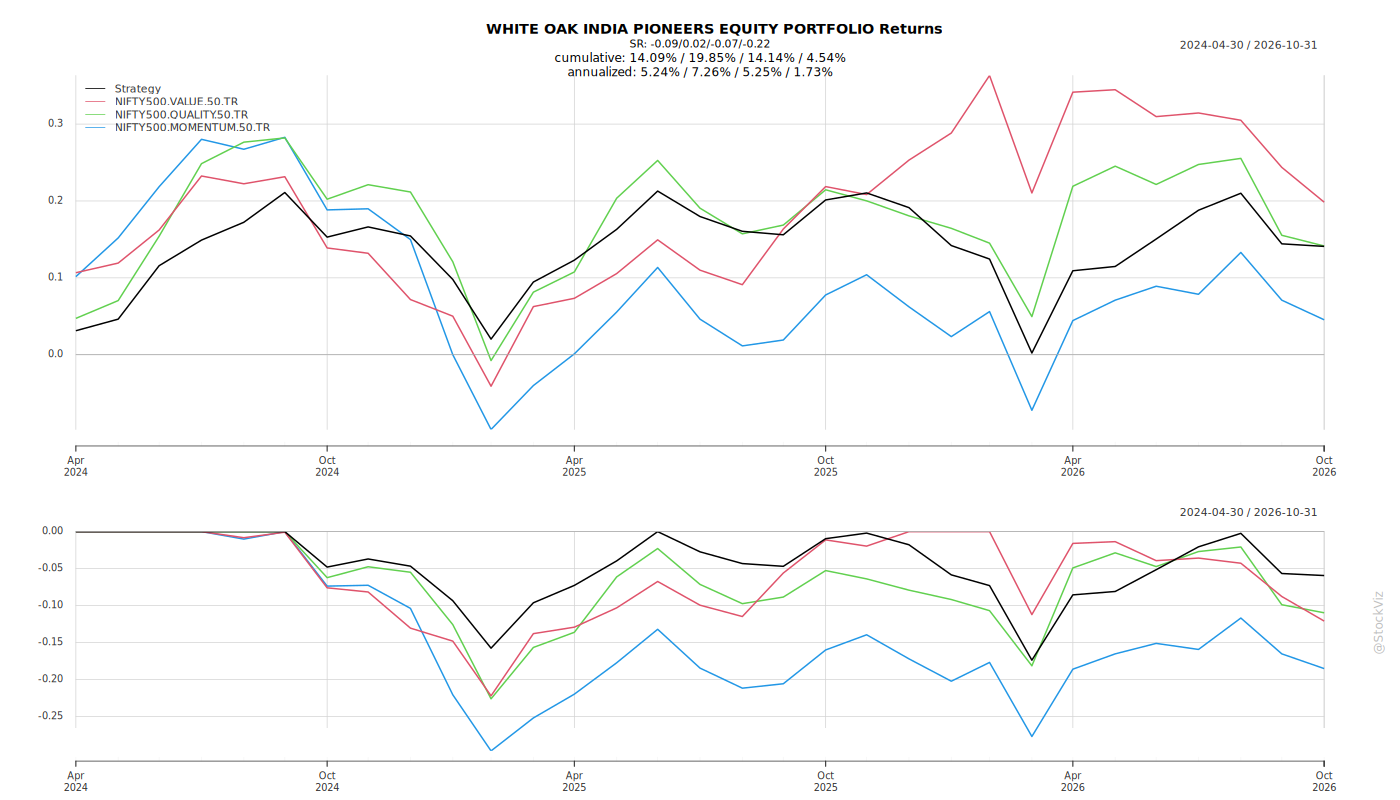 WHITE OAK INDIA PIONEERS EQUITY PORTFOLIO Returns
SR: -0.09/0.02/-0.07/-0.22
cumulative: 14.09% / 19.85% / 14.14% / 4.54%
annualized: 5.24% / 7.26% / 5.25% / 1.73%
2024-04-30 / 2026-10-31
Strategy
NIFTY500.VALUE.50.TR
NIFTY500.QUALITY.50.TR
NIFTY500.MOMENTUM.50.TR
0.3
0.2
0.1
0.0
Apr Oct Apr Oct Apr Oct
2024 2024 2025 2025 2026 2026
2024-04-30 / 2026-10-31
0.00
-0.05
-0.10
-0.15
-0.20
-0.25
Apr Oct Apr Oct Apr Oct
2024 2024 2025 2025 2026 2026
@StockViz